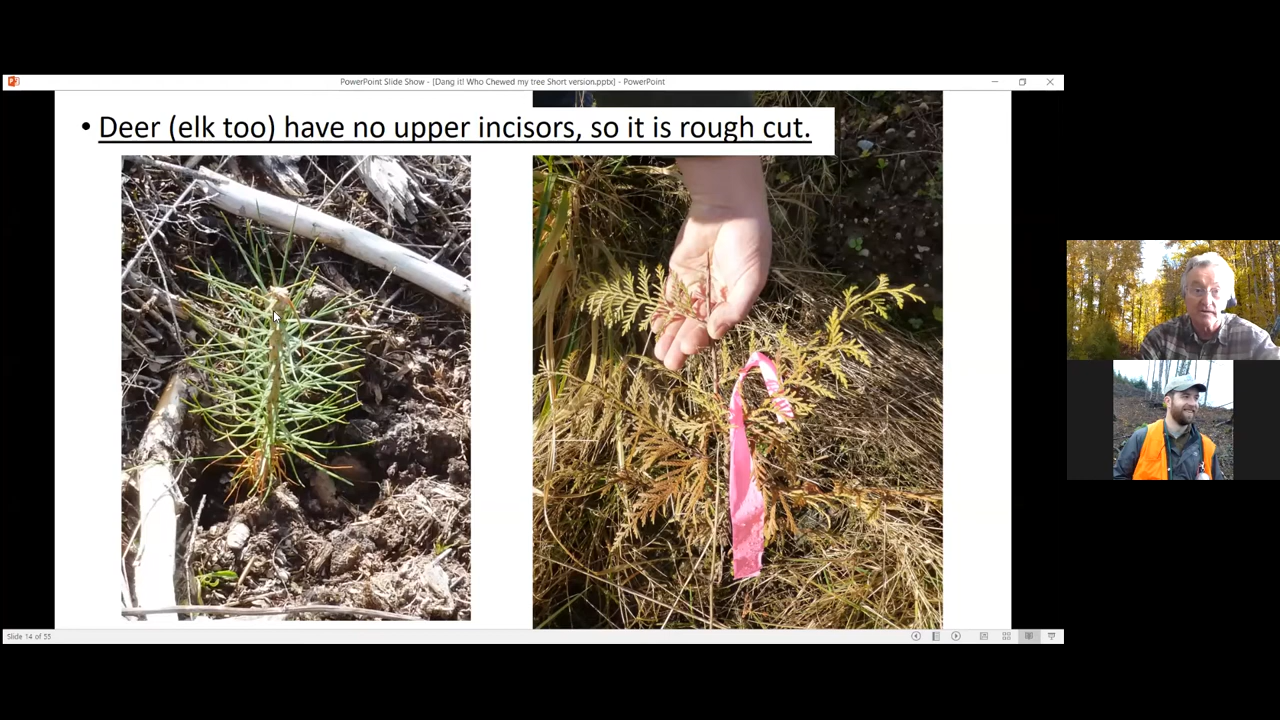 PowerPoint Slide Show - [Dang it! Who Chewed my tree Short version.pptx] - PowerPoint
• Deer (elk too) have no upper incisors, so it is rough cut.
Slide 14 of 55